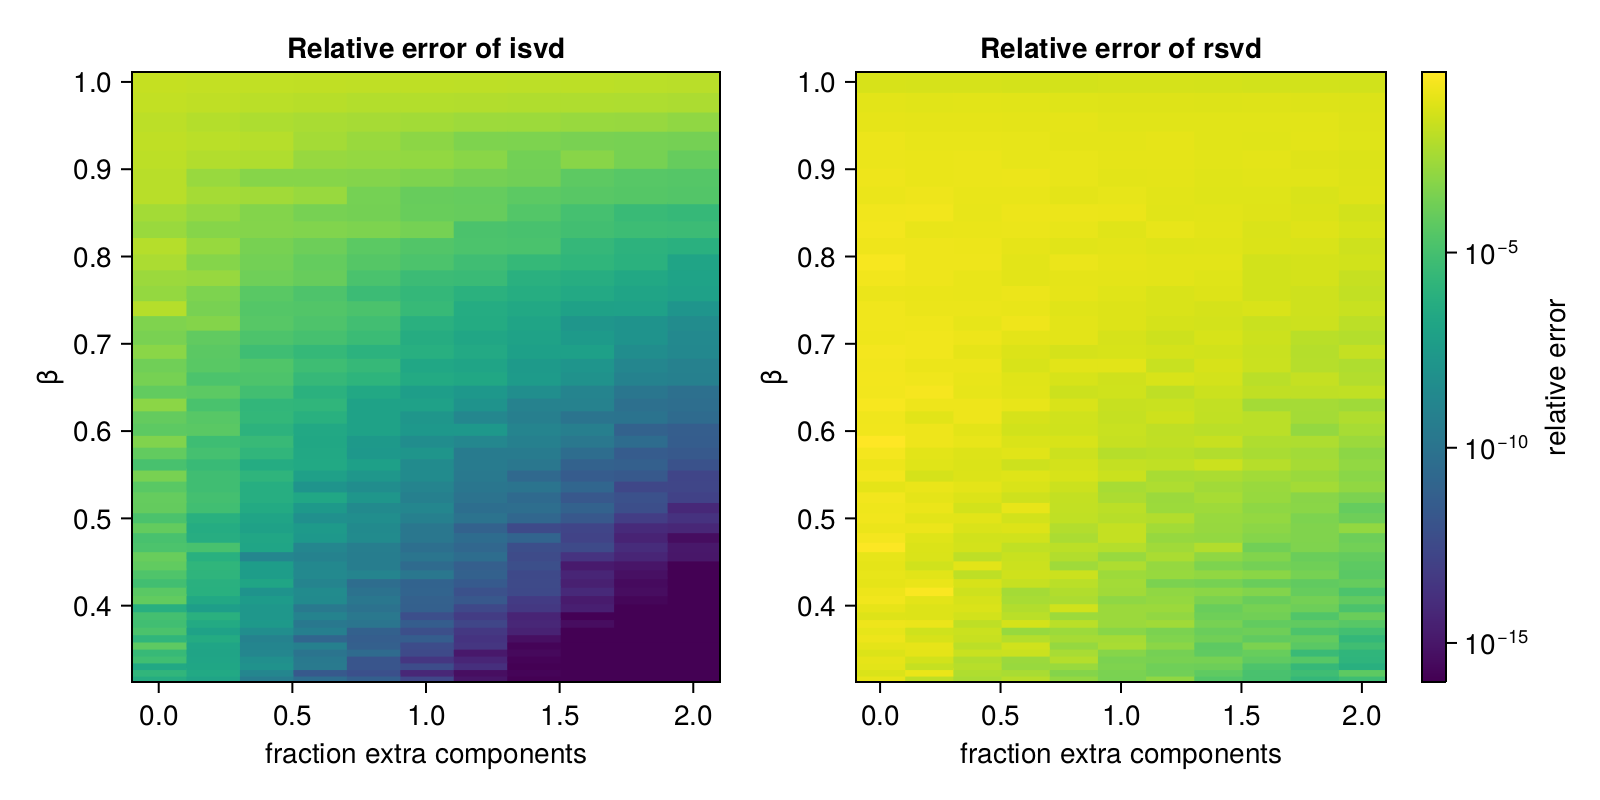 Relative error of isvd
1.0
0.9
0.8
0.7
0.6
0.5
0.4
β
0.0 0.5 1.0 1.5 2.0
fraction extra components
Relative error of rsvd
1.0
0.9
0.8
0.7
0.6
0.5
0.4
β
0.0 0.5 1.0 1.5 2.0
fraction extra components
10⁻⁵
10⁻¹⁰
10⁻¹⁵
relative error